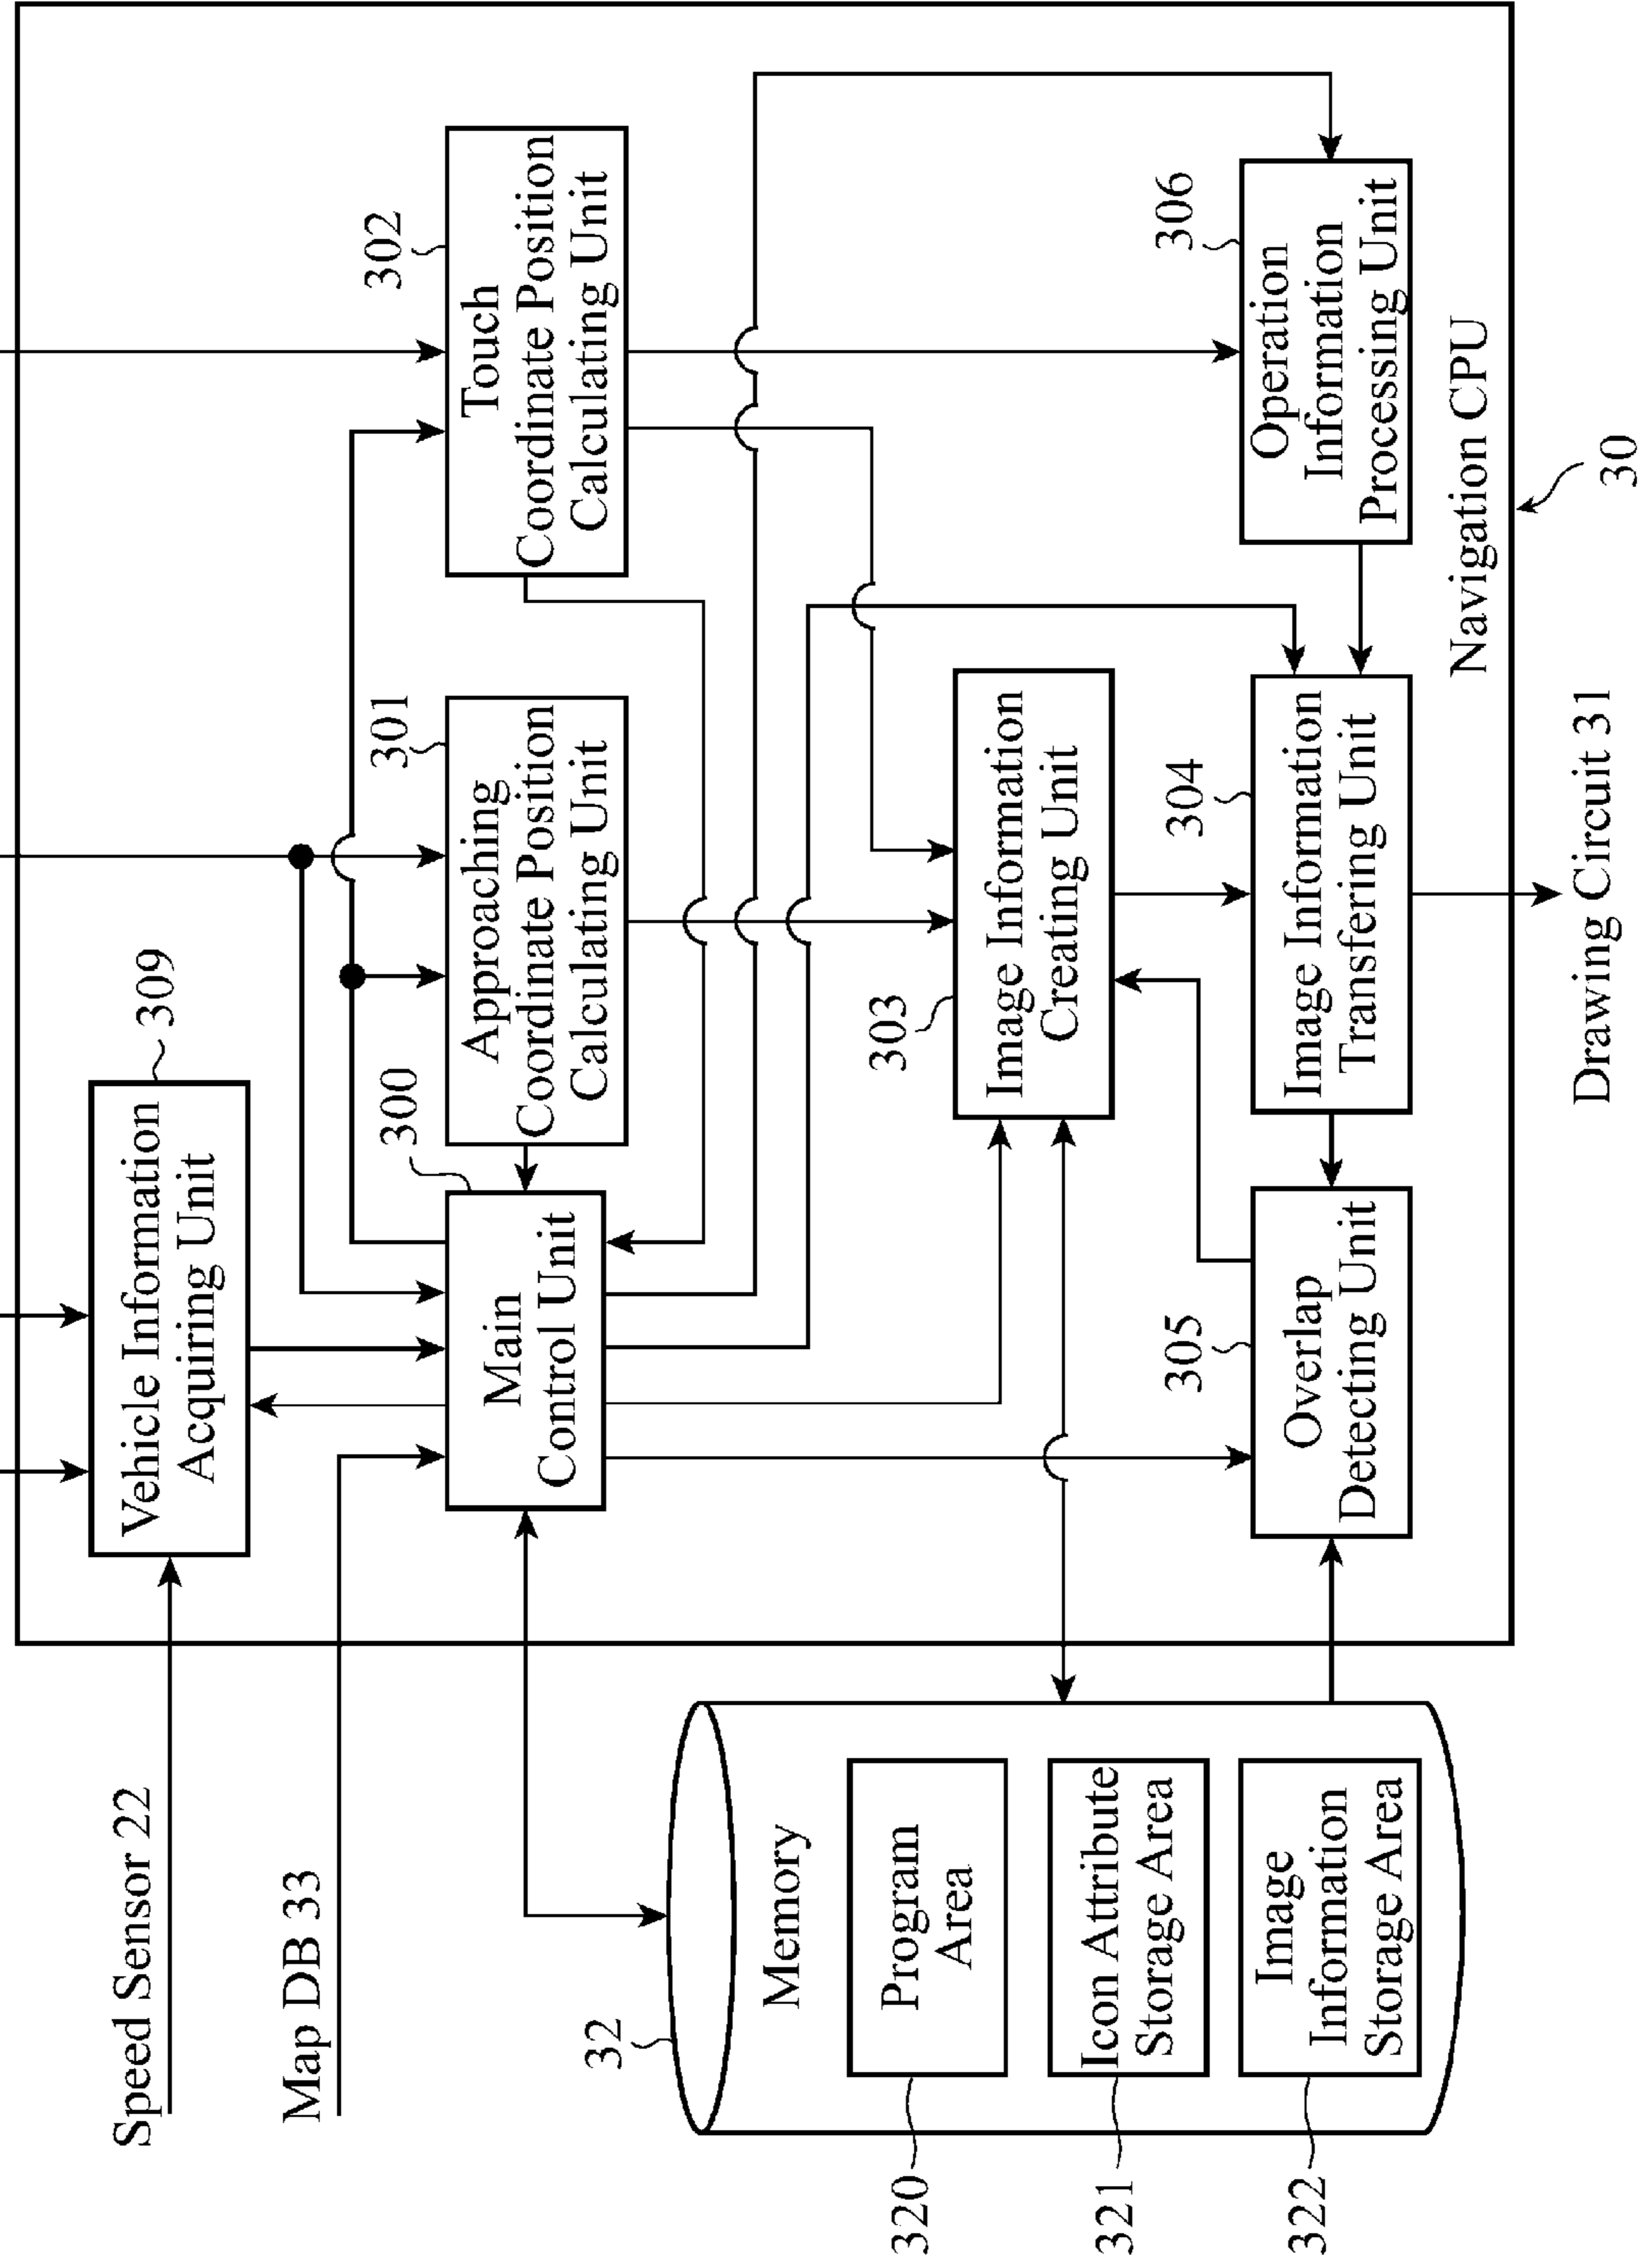 Speed Sensor 22
Map DB 33
Vehicle Information
Acquiring Unit
309
300
Main
Control Unit
301
Approaching
Coordinate Position
Calculating Unit
302
Touch
Coordinate Position
Calculating Unit
32
Memory
320
Program
Area
321
Icon Attribute
Storage Area
322
Image
Information
Storage Area
303
Image Information
Creating Unit
305
Overlap
Detecting Unit
304
Image Information
Transfering Unit
306
Operation
Information
Processing Unit
Navigation CPU
30
Drawing Circuit 31